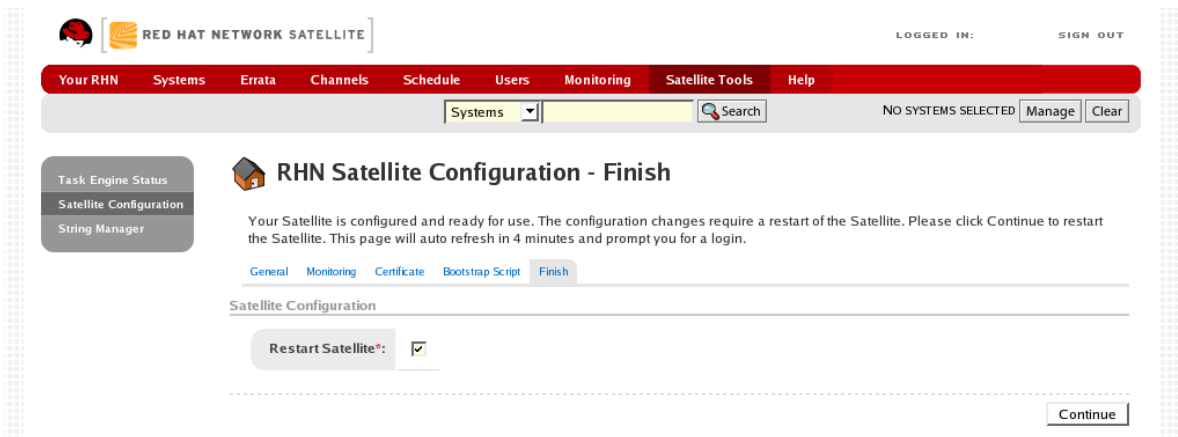 RED HAT NETWORK SATELLITE
LOGGED IN: SIGN OUT
Your RHN Systems Errata Channels Schedule Users Monitoring Satellite Tools Help
Systems Search NO SYSTEMS SELECTED Manage Clear
Task Engine Status
Satellite Configuration
String Manager
RHN Satellite Configuration - Finish
Your Satellite is configured and ready for use. The configuration changes require a restart of the Satellite. Please click Continue to restart
the Satellite. This page will auto refresh in 4 minutes and prompt you for a login.
General Monitoring Certificate Bootstrap Script Finish
Satellite Configuration
Restart Satellite*:
Continue